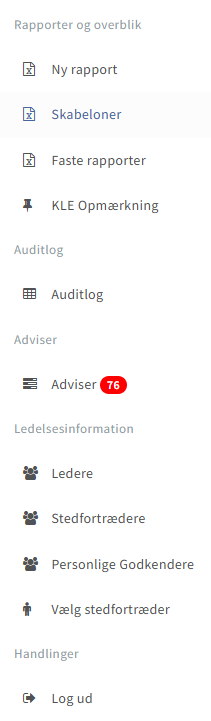 Rapporter og overblik
Ny rapport
Skabeloner
Faste rapporter
KLE Opmærkning
Auditlog
Auditlog
Adviser
Adviser 76
Ledelsesinformation
Ledere
Stedfortrædere
Personlige Godkendere
Vælg stedfortræder
Handlinger
Log ud